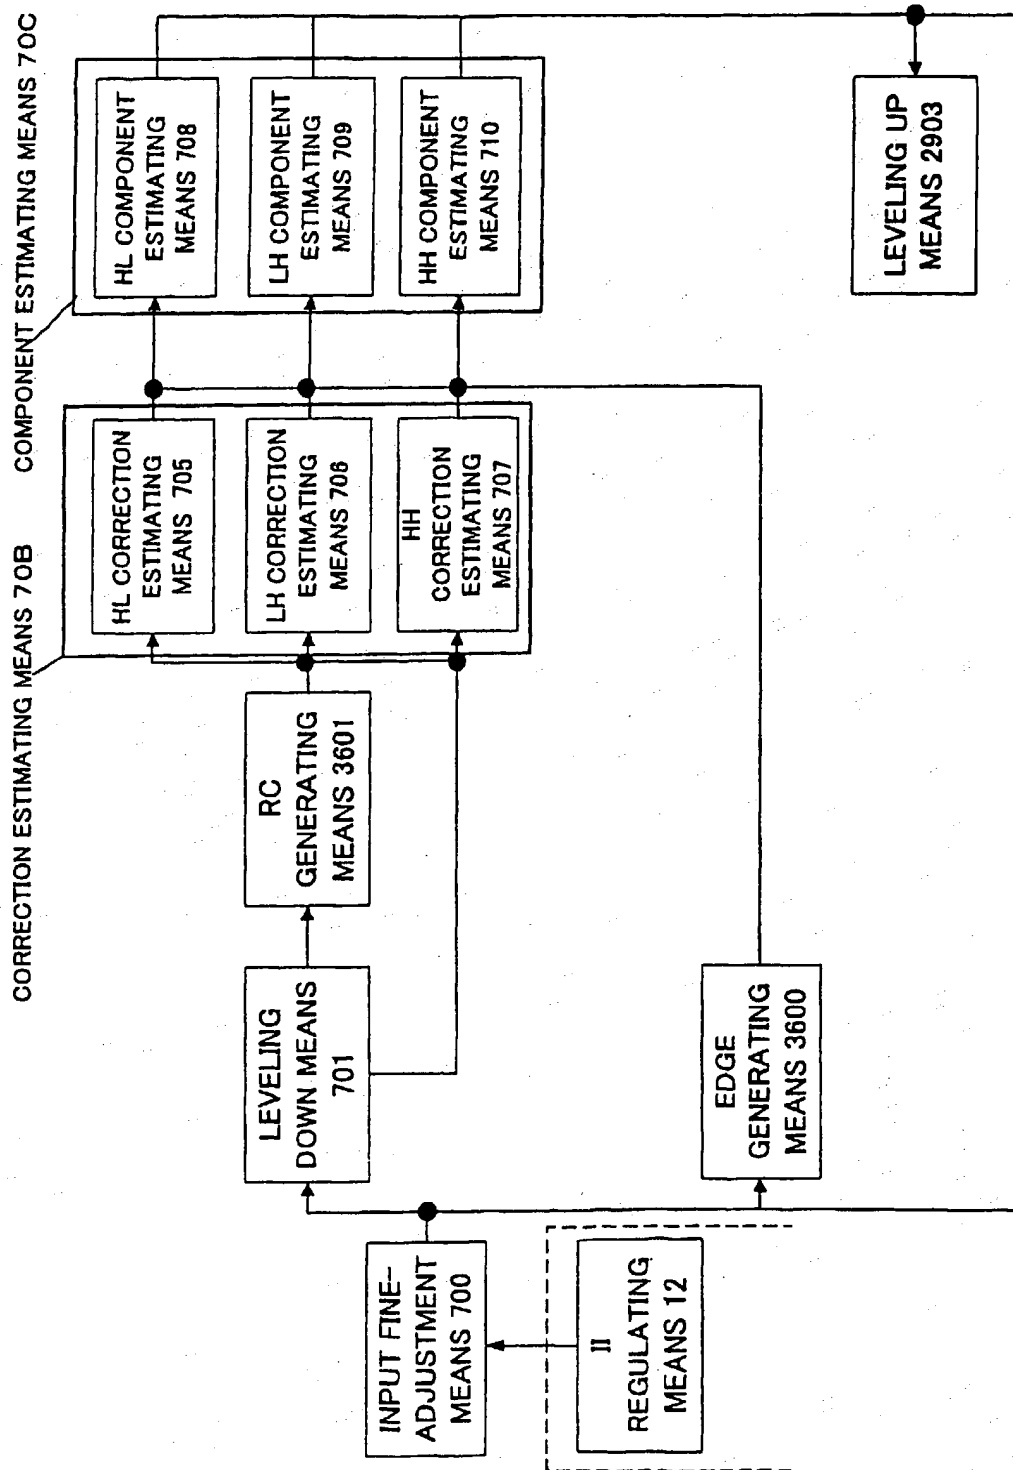 CORRECTION ESTIMATING MEANS 70B
COMPONENT ESTIMATING MEANS 70C
HL CORRECTION
ESTIMATING
MEANS 705
HL COMPONENT
ESTIMATING
MEANS 708
LEVELING
DOWN MEANS
701
RC
GENERATING
MEANS 3601
LH CORRECTION
ESTIMATING
MEANS 706
LH COMPONENT
ESTIMATING
MEANS 709
INPUT FINE-
ADJUSTMENT
MEANS 700
HH
CORRECTION
ESTIMATING
MEANS 707
HH COMPONENT
ESTIMATING
MEANS 710
II
REGULATING
MEANS 12
EDGE
GENERATING
MEANS 3600
LEVELING UP
MEANS 2903